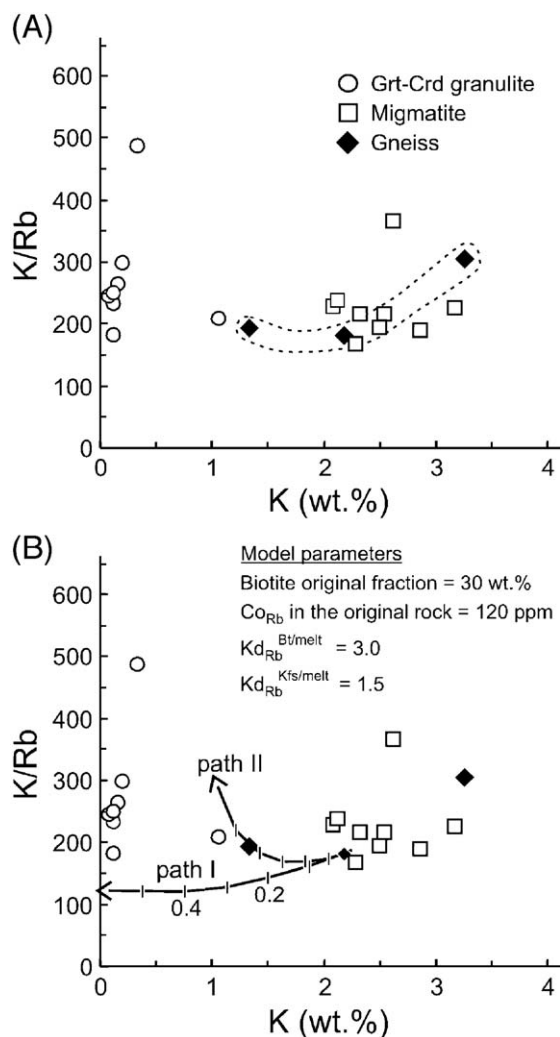 (A)
600
500
400
300
200
100
0
K/Rb
Grt-Crd granulite
Migmatite
Gneiss
0 1 2 3 4
K (wt.%)
(B)
600
500
400
300
200
100
0
K/Rb
Model parameters
Biotite original fraction = 30 wt.%
Co_Rb in the original rock = 120 ppm
Kd_Rb^Bt/melt = 3.0
Kd_Rb^Kfs/melt = 1.5
path II
path I
0.4 0.2
0 1 2 3 4
K (wt.%)